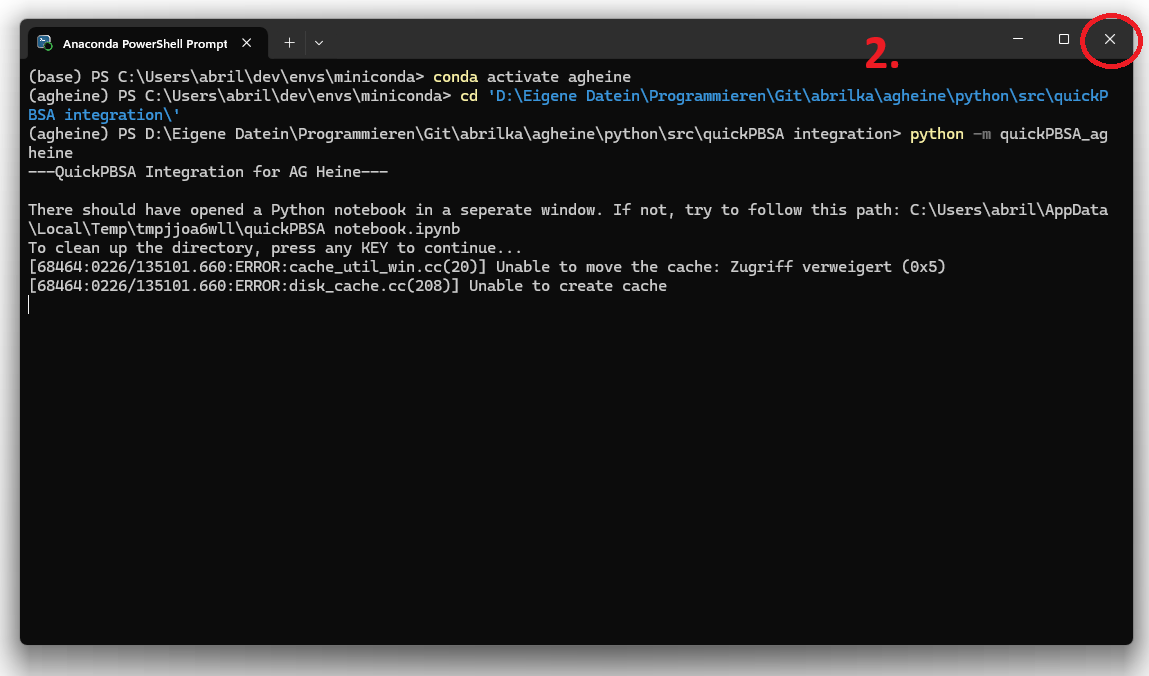 Anaconda PowerShell Prompt
2.
(base) PS C:\Users\abril\dev\envs\miniconda> conda activate agheine
(agheine) PS C:\Users\abril\dev\envs\miniconda> cd 'D:\Eigene Datein\Programmieren\Git\abrilka\agheine\python\src\quickP
BSA integration\'
(agheine) PS D:\Eigene Datein\Programmieren\Git\abrilka\agheine\python\src\quickPBSA integration> python -m quickPBSA_ag
heine
---QuickPBSA Integration for AG Heine---
There should have opened a Python notebook in a seperate window. If not, try to follow this path: C:\Users\abril\AppData
\Local\Temp\tmpjjoa6wll\quickPBSA notebook.ipynb
To clean up the directory, press any KEY to continue...
[68464:0226/135101.660:ERROR:cache_util_win.cc(20)] Unable to move the cache: Zugriff verweigert (0x5)
[68464:0226/135101.660:ERROR:disk_cache.cc(208)] Unable to create cache